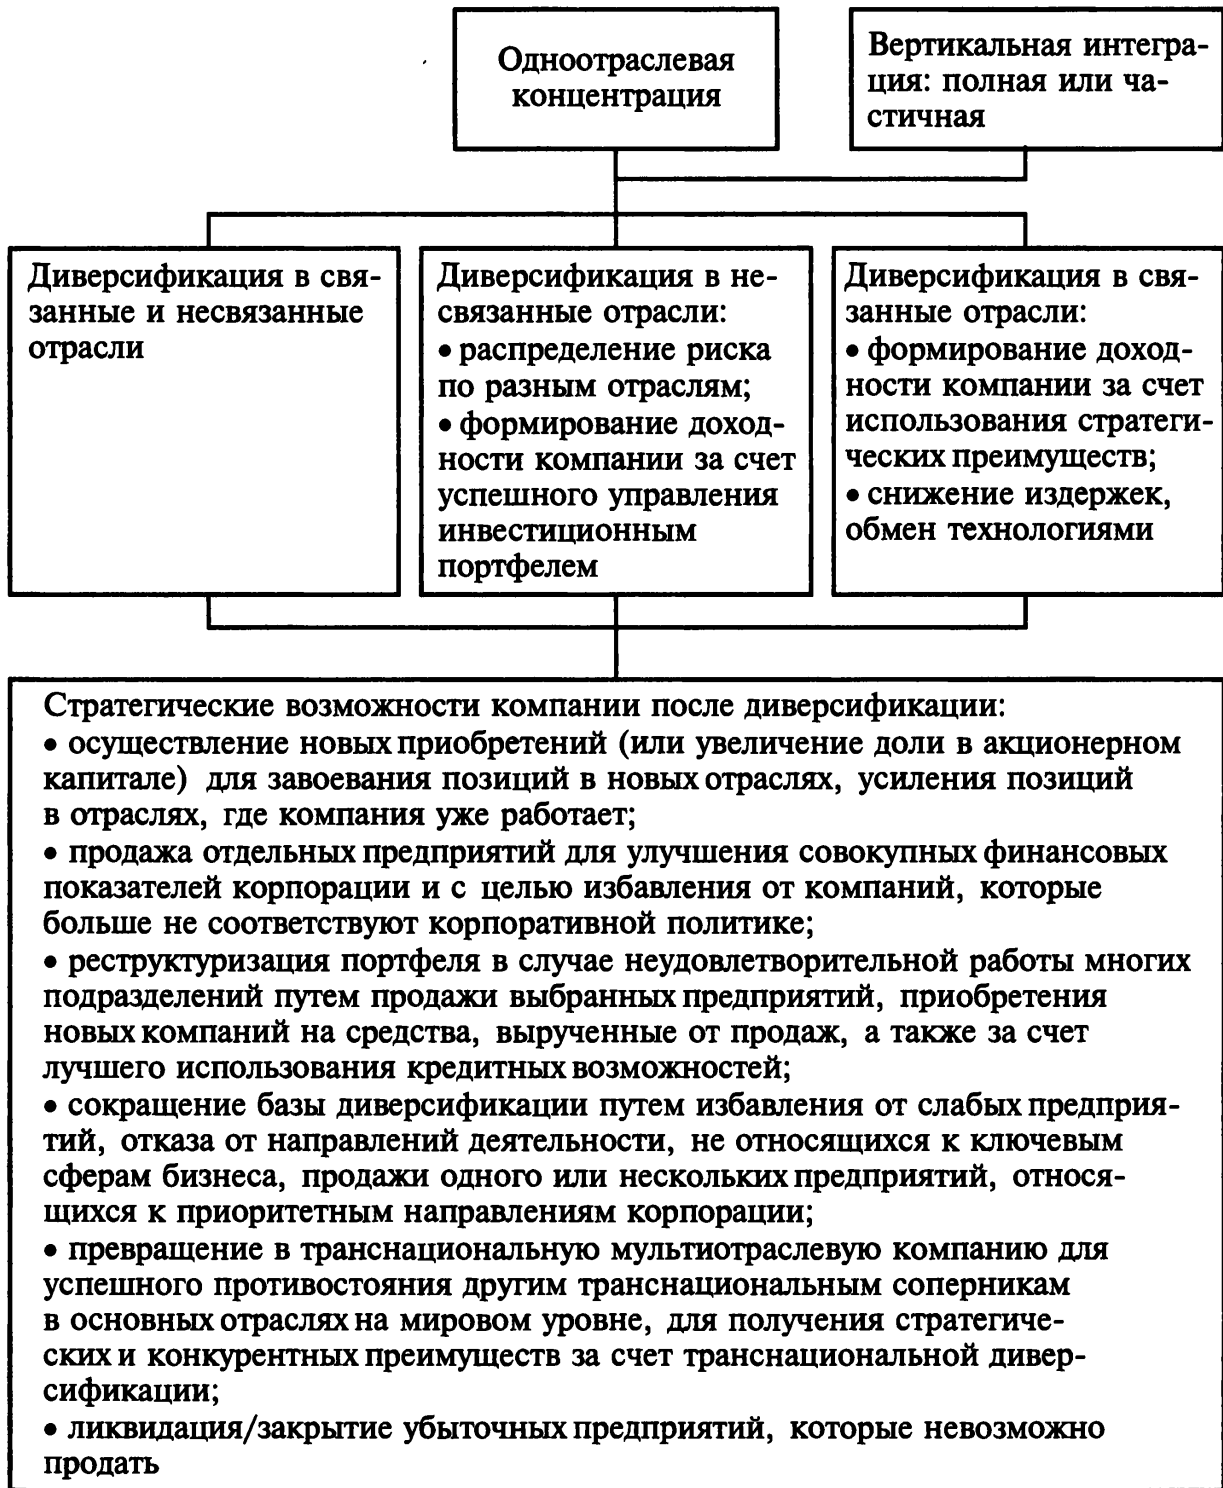 Одноотраслевая
концентрация
Вертикальная интегра-
ция: полная или ча-
стичная
Диверсификация в свя-
занные и несвязанные
отрасли
Диверсификация в не-
связанные отрасли:
• распределение риска
по разным отраслям;
• формирование доход-
ности компании за счет
успешного управления
инвестиционным
портфелем
Диверсификация в свя-
занные отрасли:
• формирование доход-
ности компании за счет
использования стратеги-
ческих преимуществ;
• снижение издержек,
обмен технологиями
Стратегические возможности компании после диверсификации:
• осуществление новых приобретений (или увеличение доли в акционерном
капитале) для завоевания позиций в новых отраслях, усиления позиций
в отраслях, где компания уже работает;
• продажа отдельных предприятий для улучшения совокупных финансовых
показателей корпорации и с целью избавления от компаний, которые
больше не соответствуют корпоративной политике;
• реструктуризация портфеля в случае неудовлетворительной работы многих
подразделений путем продажи выбранных предприятий, приобретения
новых компаний на средства, вырученные от продаж, а также за счет
лучшего использования кредитных возможностей;
• сокращение базы диверсификации путем избавления от слабых предприя-
тий, отказа от направлений деятельности, не относящихся к ключевым
сферам бизнеса, продажи одного или нескольких предприятий, относя-
щихся к приоритетным направлениям корпорации;
• превращение в транснациональную мультиотраслевую компанию для
успешного противостояния другим транснациональным соперникам
в основных отраслях на мировом уровне, для получения стратегиче-
ских и конкурентных преимуществ за счет транснациональной дивер-
сификации;
• ликвидация/закрытие убыточных предприятий, которые невозможно
продать